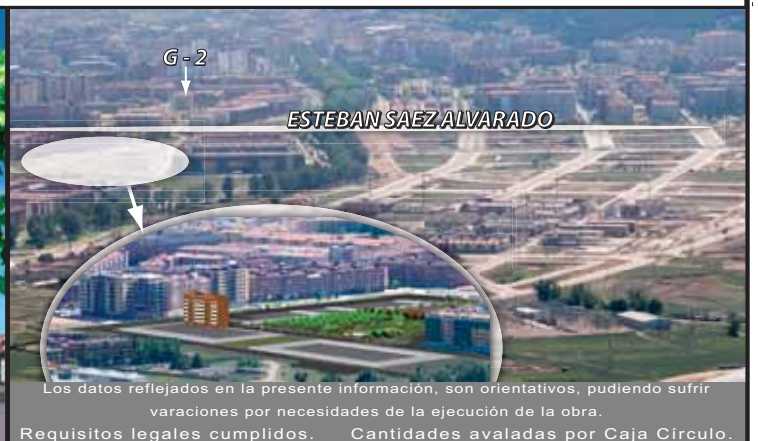 G - 2
ESTEBAN SAEZ ALVARADO
Los datos reflejados en la presente información, son orientativos, pudiendo sufrir
varaciones por necesidades de la ejecución de la obra.
Requisitos legales cumplidos. Cantidades avaladas por Caja Círculo.